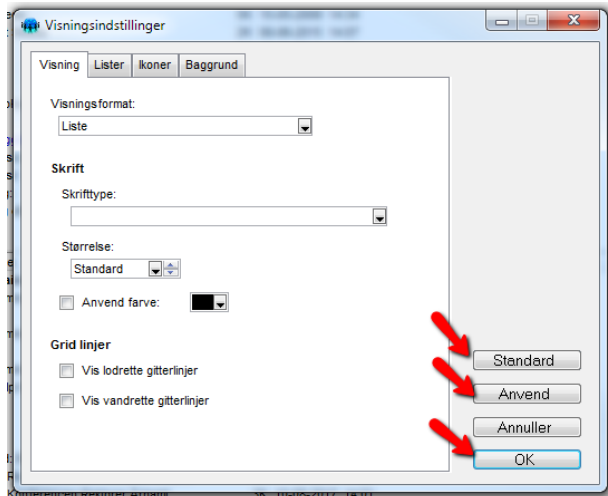 Visningsindstillinger
Visning Lister Ikoner Baggrund
Visningsformat:
Liste
Skrift
Skrifttype:
Størrelse:
Standard
Anvend farve:
Grid linjer
Vis lodrette gitterlinjer
Vis vandrette gitterlinjer
Standard
Anvend
Annuller
OK